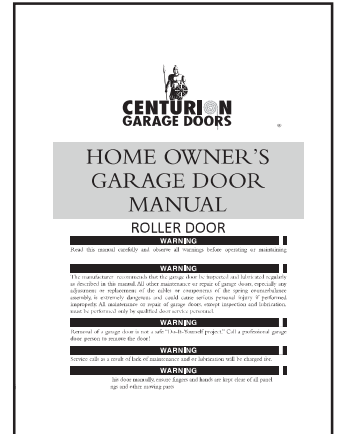 CENTURION
GARAGE DOORS
®
HOME OWNER'S
GARAGE DOOR
MANUAL
ROLLER DOOR
WARNING
Read this manual carefully and observe all warnings before operating or maintaining
WARNING
The manufacturer recommends that the garage door be inspected and lubricated regularly
as described in this manual. All other maintenance or repair of garage doors, especially any
adjustment or replacement of the cables or components of the spring counterbalance
assembly, is extremely dangerous and could cause serious personal injury if performed
improperly. All maintenance or repair of garage doors, except inspection and lubrication,
must be performed only by qualified door service personnel.
WARNING
Removal of a garage door is not a safe "Do-It-Yourself project." Call a professional garage
door person to remove the door!
WARNING
Service calls as a result of lack of maintenance and or lubrication will be charged for.
WARNING
his door manually, ensure fingers and hands are kept clear of all panel
ngs and other moving parts